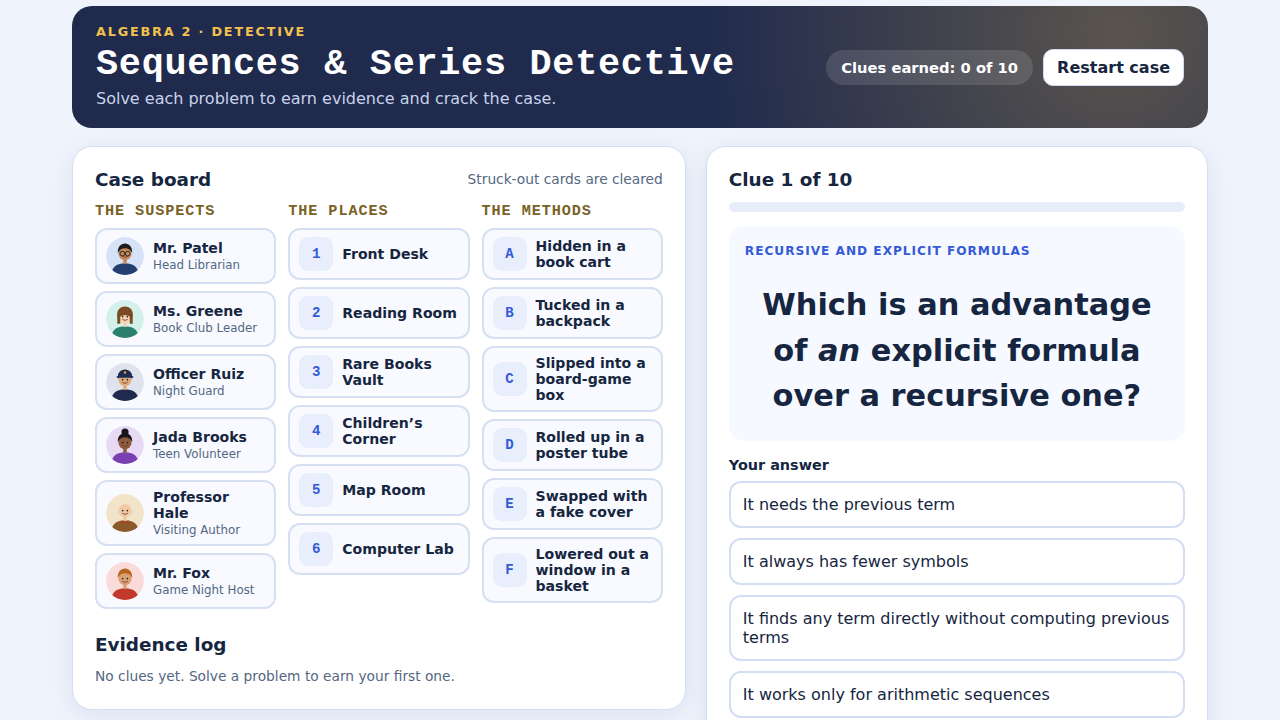 ALGEBRA 2 · DETECTIVE
Sequences & Series Detective
Solve each problem to earn evidence and crack the case.
Clues earned: 0 of 10
Restart case
Case board
Struck-out cards are cleared
THE SUSPECTS
Mr. Patel
Head Librarian
Ms. Greene
Book Club Leader
Officer Ruiz
Night Guard
Jada Brooks
Teen Volunteer
Professor
Hale
Visiting Author
Mr. Fox
Game Night Host
THE PLACES
1 Front Desk
2 Reading Room
3 Rare Books
Vault
4 Children’s
Corner
5 Map Room
6 Computer Lab
THE METHODS
A Hidden in a
book cart
B Tucked in a
backpack
C Slipped into a
board-game
box
D Rolled up in a
poster tube
E Swapped with
a fake cover
F Lowered out a
window in a
basket
Evidence log
No clues yet. Solve a problem to earn your first one.
Clue 1 of 10
RECURSIVE AND EXPLICIT FORMULAS
Which is an advantage
of an explicit formula
over a recursive one?
Your answer
It needs the previous term
It always has fewer symbols
It finds any term directly without computing previous
terms
It works only for arithmetic sequences